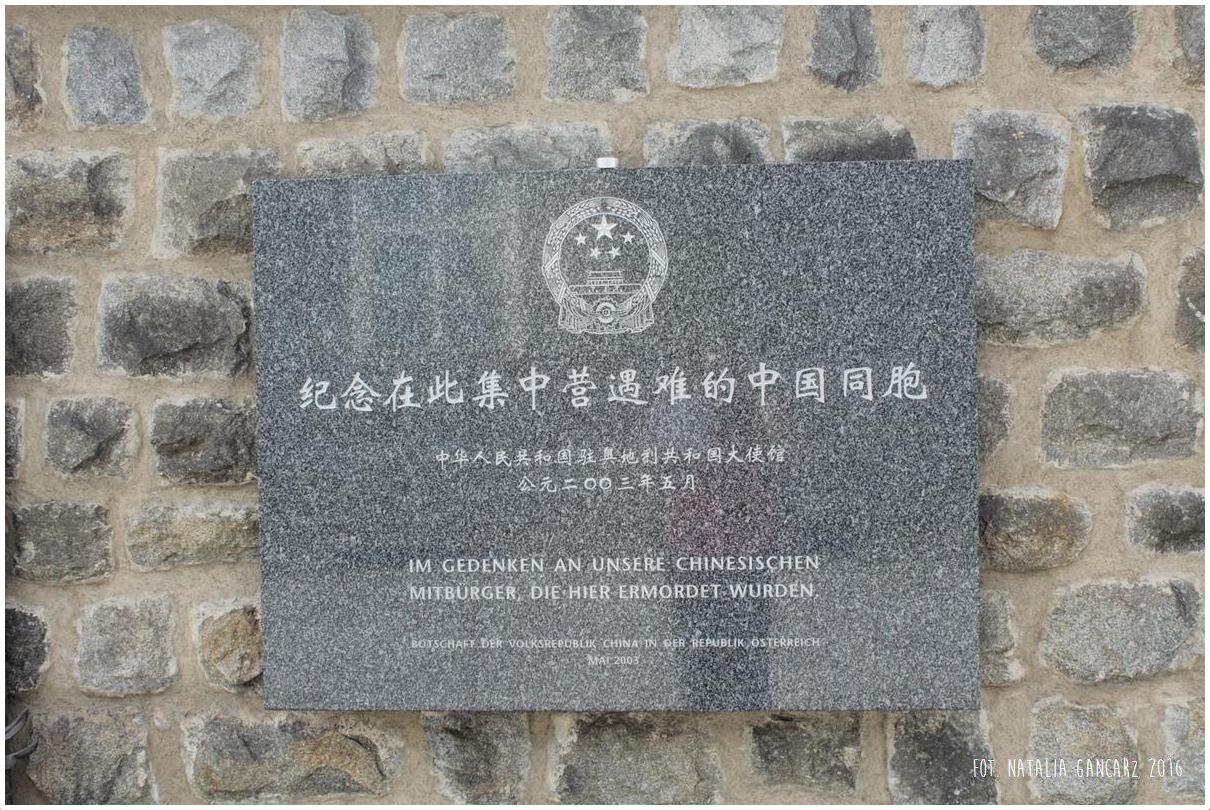 纪念在此集中营遇难的中国同胞
中华人民共和国驻奥地利共和国大使馆
公元二〇〇三年五月
IM GEDENKEN AN UNSERE CHINESISCHEN
MITBÜRGER, DIE HIER ERMORDET WURDEN.
BOTSCHAFT DER VOLKSREPUBLIK CHINA IN DER REPUBLIK ÖSTERREICH
MAI 2003
FOT. NATALIA GANCARZ 2016